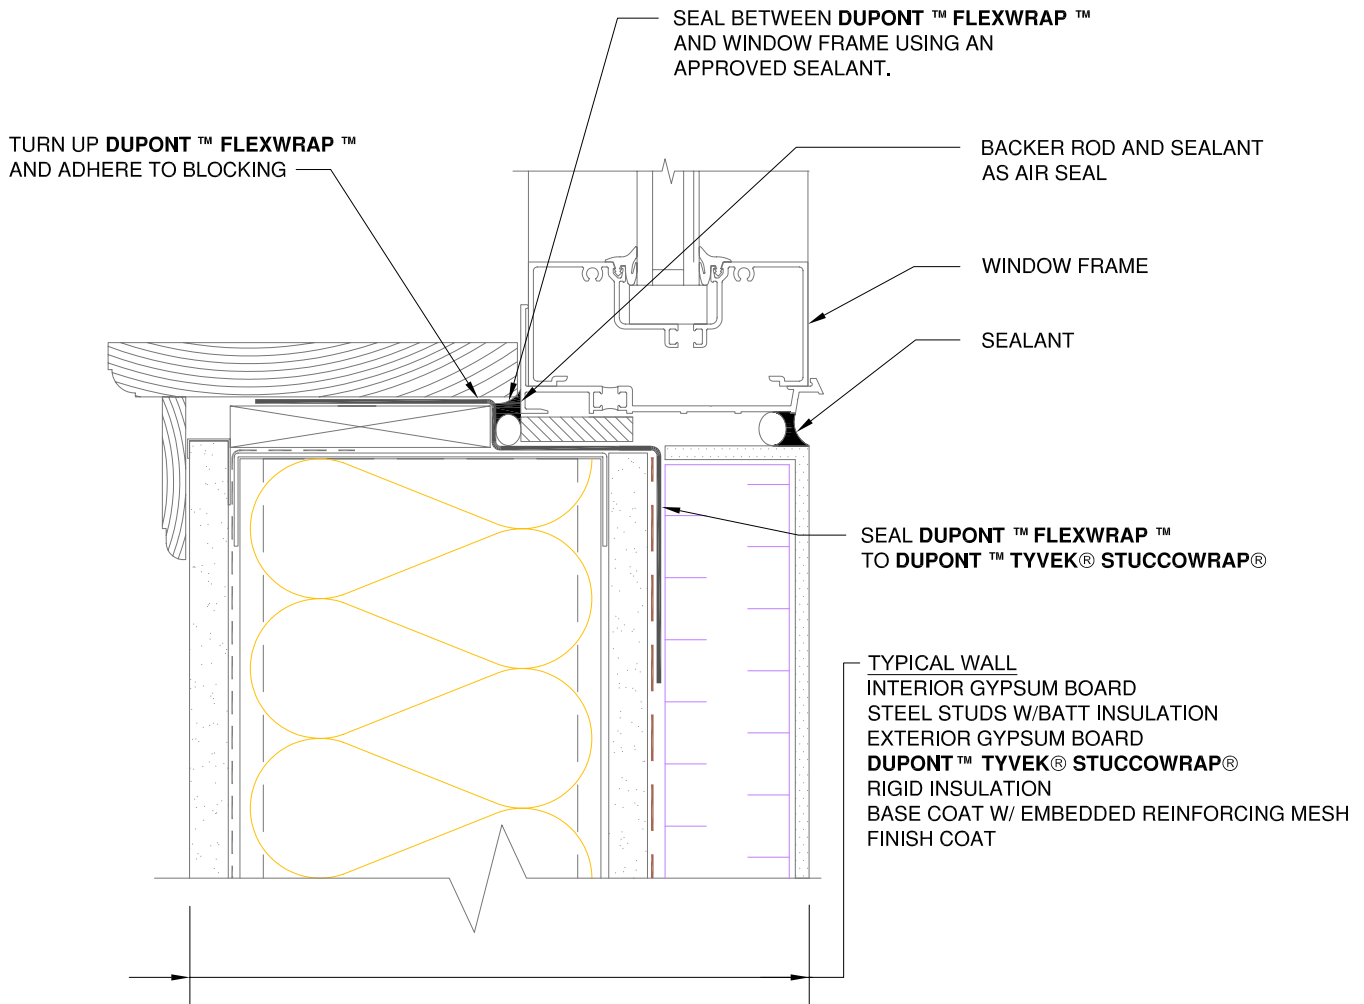 SEAL BETWEEN DUPONT ™ FLEXWRAP ™
AND WINDOW FRAME USING AN
APPROVED SEALANT.
TURN UP DUPONT ™ FLEXWRAP ™
AND ADHERE TO BLOCKING
BACKER ROD AND SEALANT
AS AIR SEAL
WINDOW FRAME
SEALANT
SEAL DUPONT ™ FLEXWRAP ™
TO DUPONT ™ TYVEK® STUCCOWRAP®
TYPICAL WALL
INTERIOR GYPSUM BOARD
STEEL STUDS W/BATT INSULATION
EXTERIOR GYPSUM BOARD
DUPONT ™ TYVEK® STUCCOWRAP®
RIGID INSULATION
BASE COAT W/ EMBEDDED REINFORCING MESH
FINISH COAT